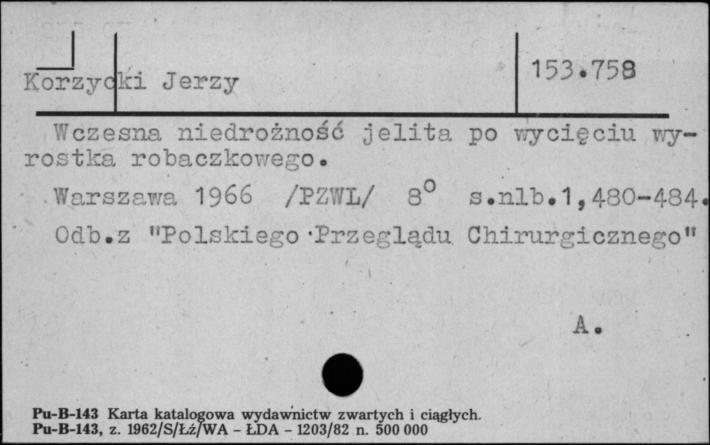 Korzycki Jerzy
153.758
Wczesna niedrożność jelita po wycięciu wy-
rostka robaczkowego.
Warszawa 1966 /PZWL/ 8° s.nlb.1,480-484.
Odb.z "Polskiego Przeglądu Chirurgicznego"
A.
Pu-B-143 Karta katalogowa wydawnictw zwartych i ciągłych.
Pu-B-143, z. 1962/S/Łź/WA - ŁDA - 1203/82 n. 500 000